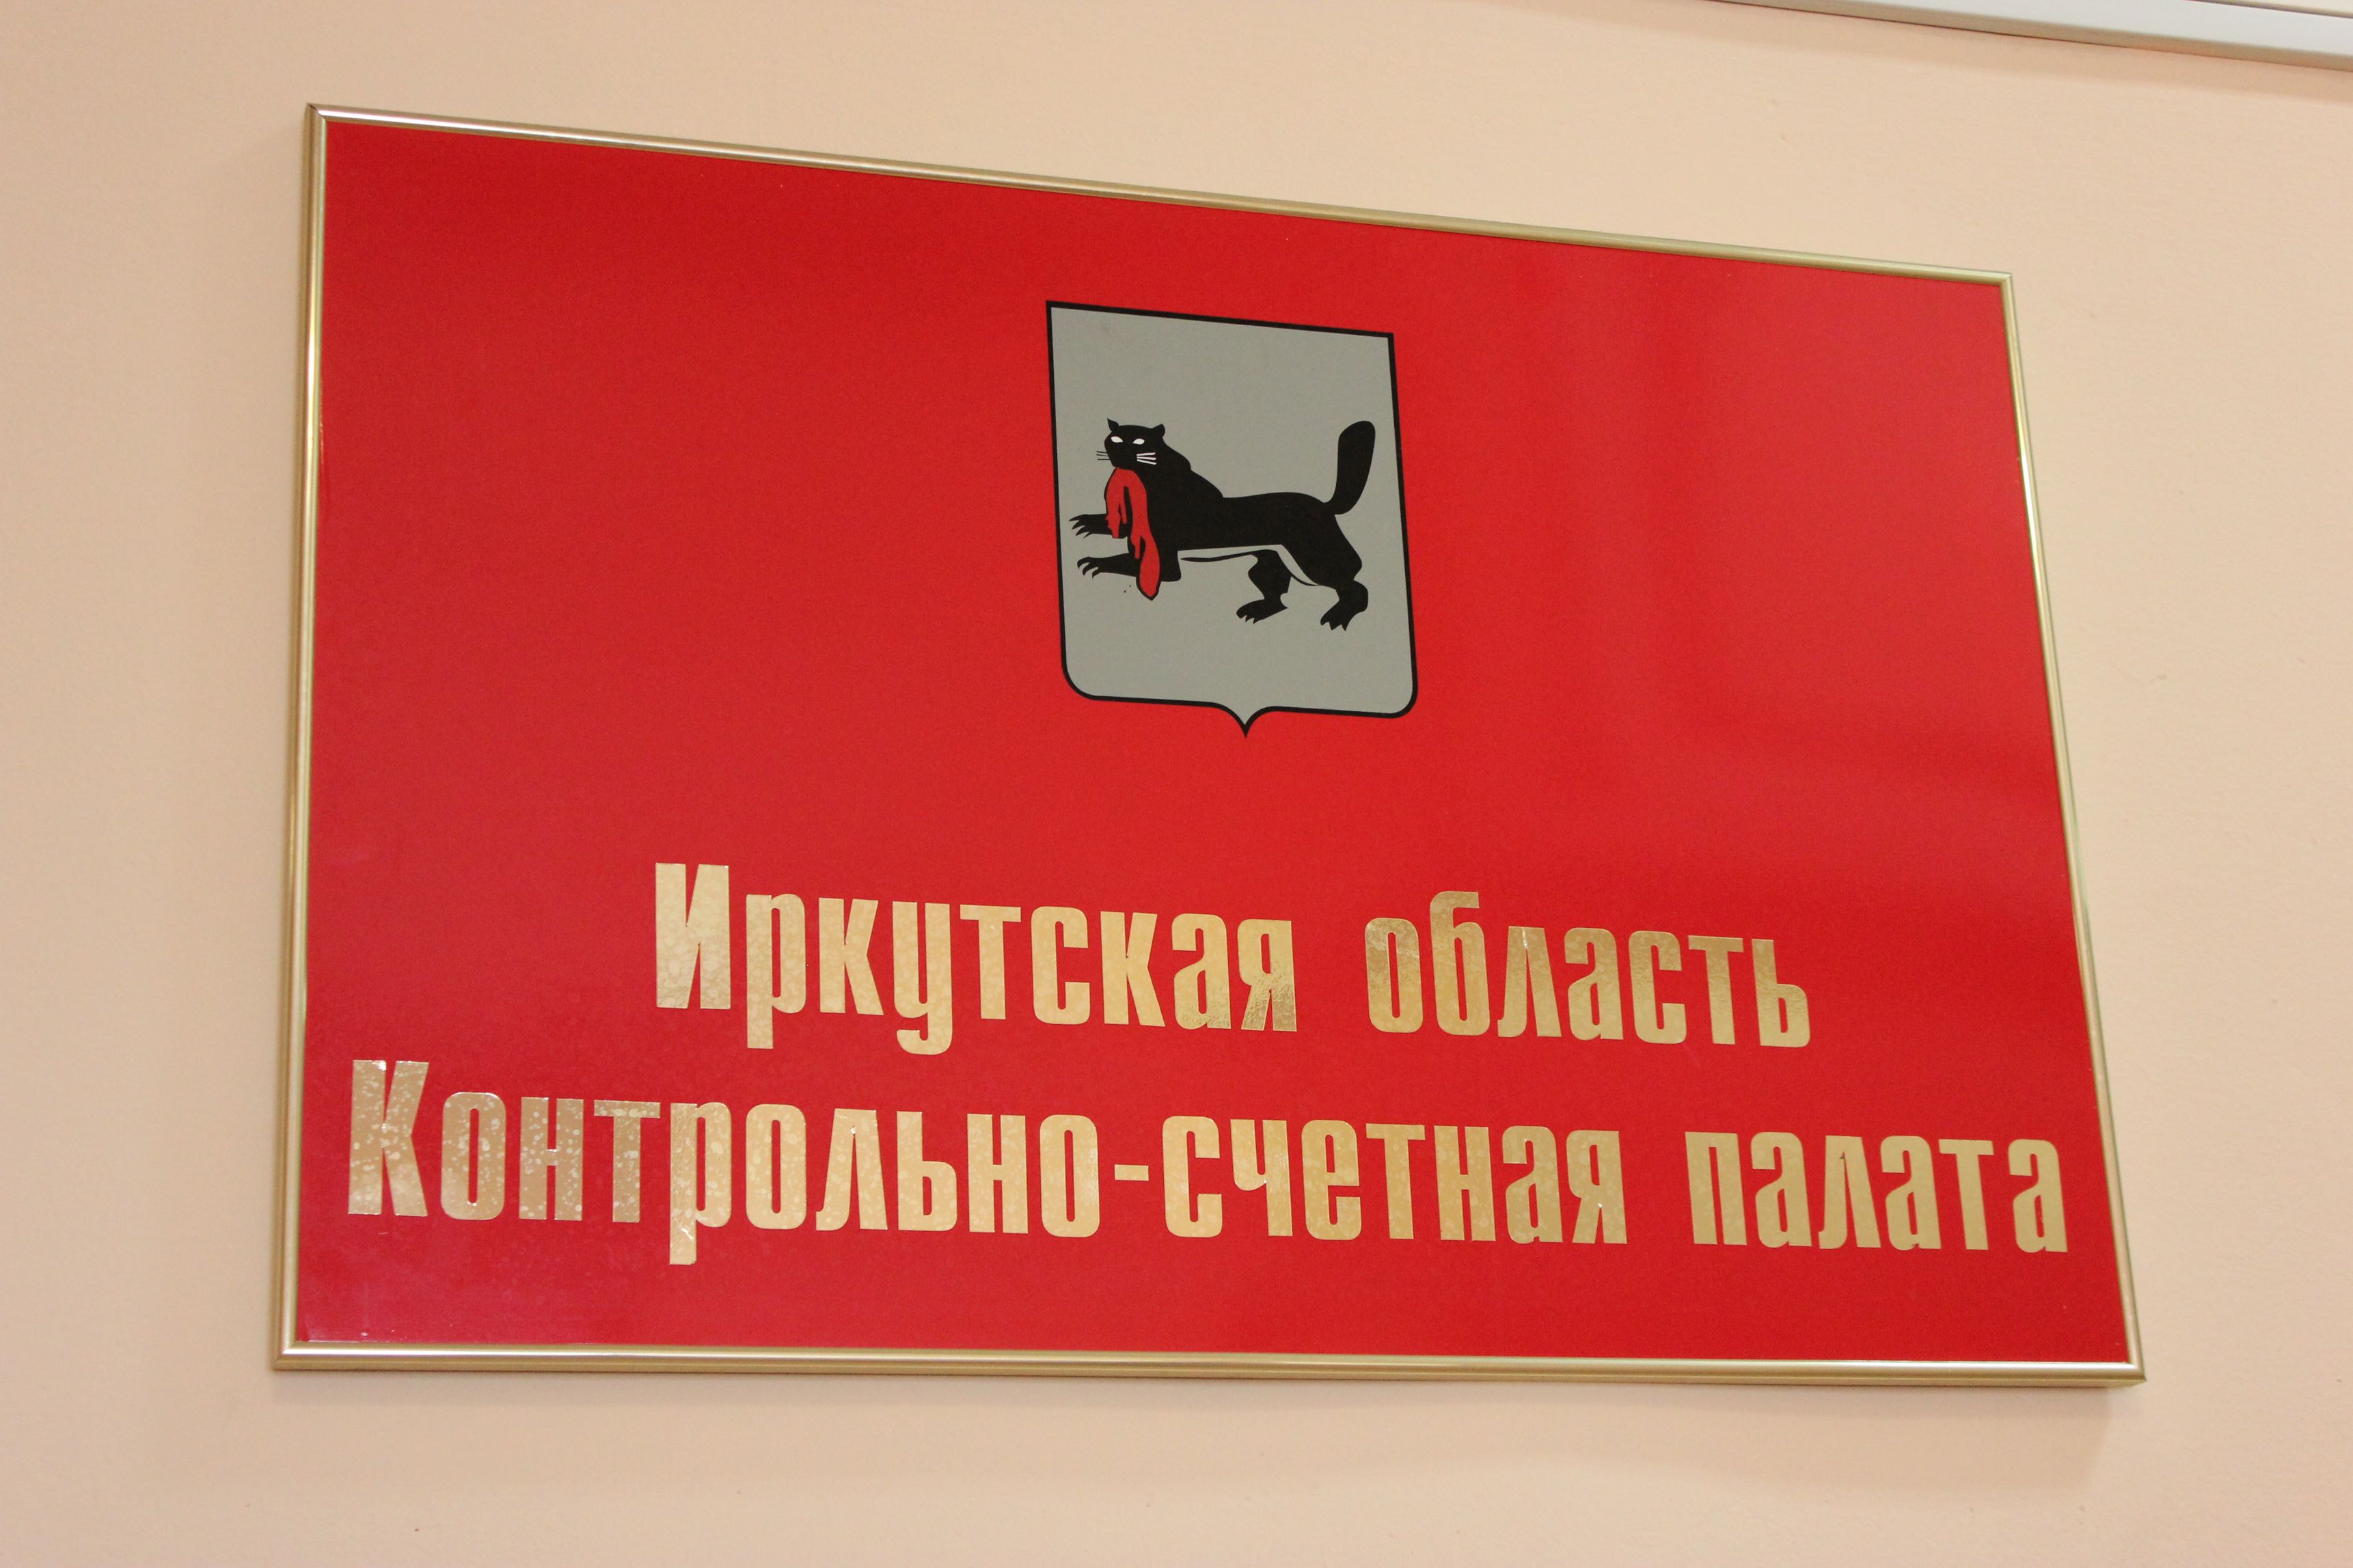 Иркутская область
Контрольно-счетная палата